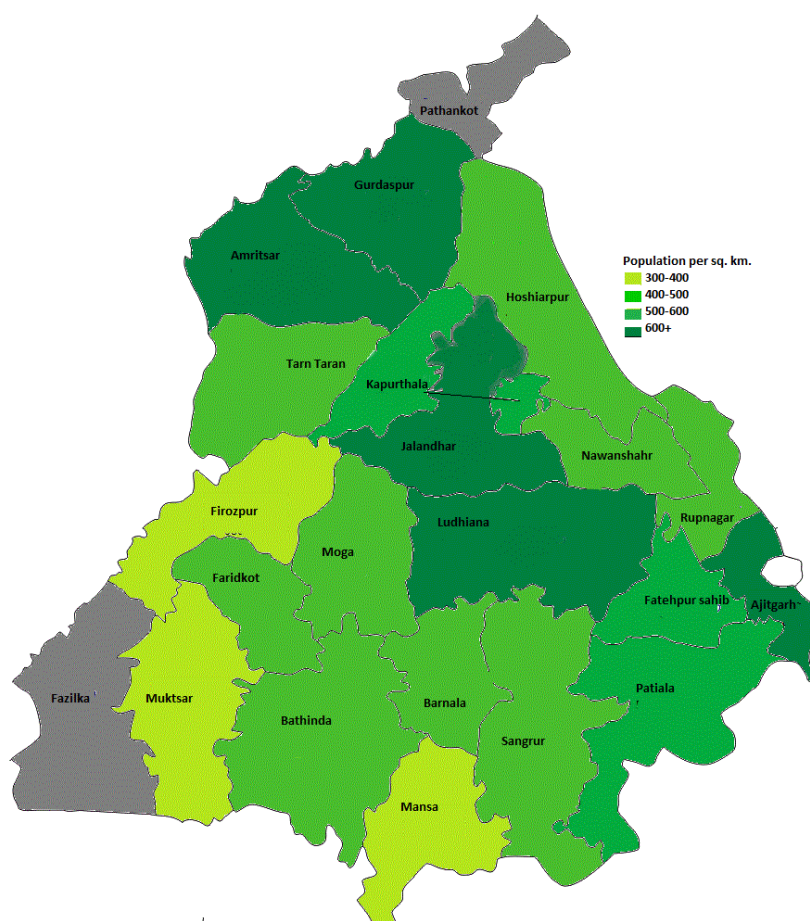 Pathankot
Gurdaspur
Amritsar
Population per sq. km.
300-400
400-500
500-600
600+
Hoshiarpur
Tarn Taran
Kapurthala
Jalandhar
Nawanshahr
Firozpur
Ludhiana
Rupnagar
Moga
Faridkot
Fatehpur sahib
Ajitgarh
Fazilka
Muktsar
Patiala
Barnala
Bathinda
Sangrur
Mansa